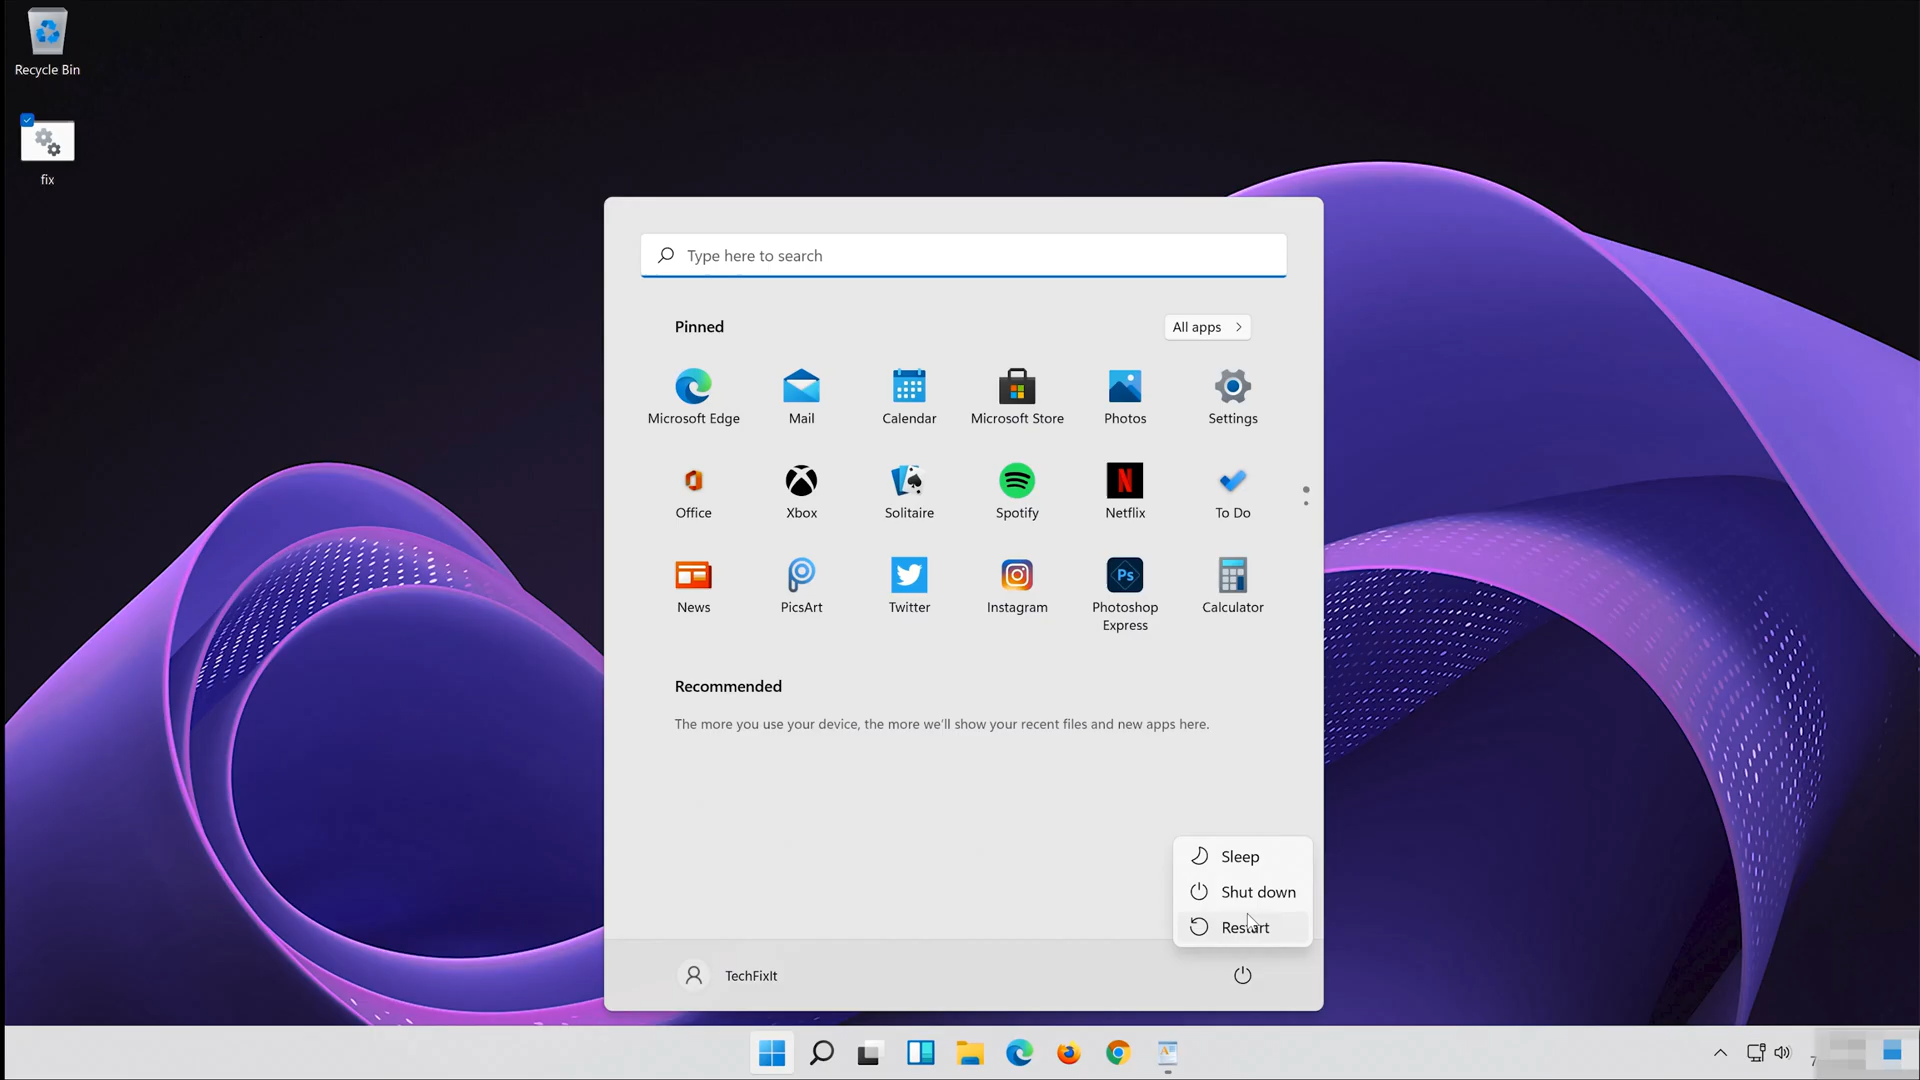 Recycle Bin
fix
Type here to search
Pinned
All apps
Microsoft Edge
Mail
Calendar
Microsoft Store
Photos
Settings
Office
Xbox
Solitaire
Spotify
Netflix
To Do
News
PicsArt
Twitter
Instagram
Photoshop
Express
Calculator
Ps
Recommended
The more you use your device, the more we'll show your recent files and new apps here.
Sleep
Shut down
Restart
TechFixIt